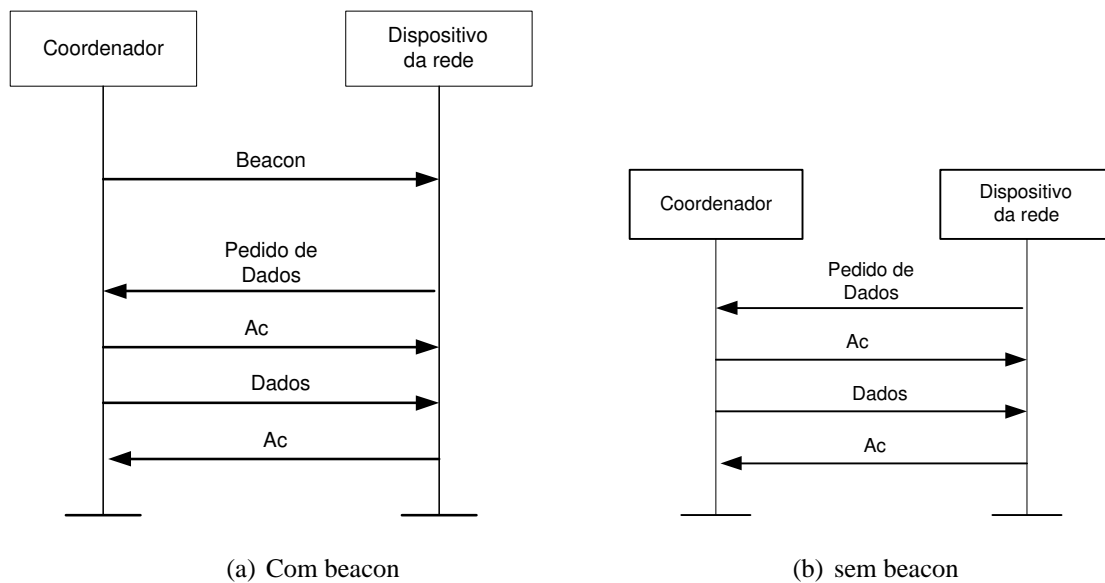 Coordenador
Dispositivo
da rede
Beacon
Pedido de
Dados
Ac
Dados
Ac
(a) Com beacon
Coordenador
Dispositivo
da rede
Pedido de
Dados
Ac
Dados
Ac
(b) sem beacon